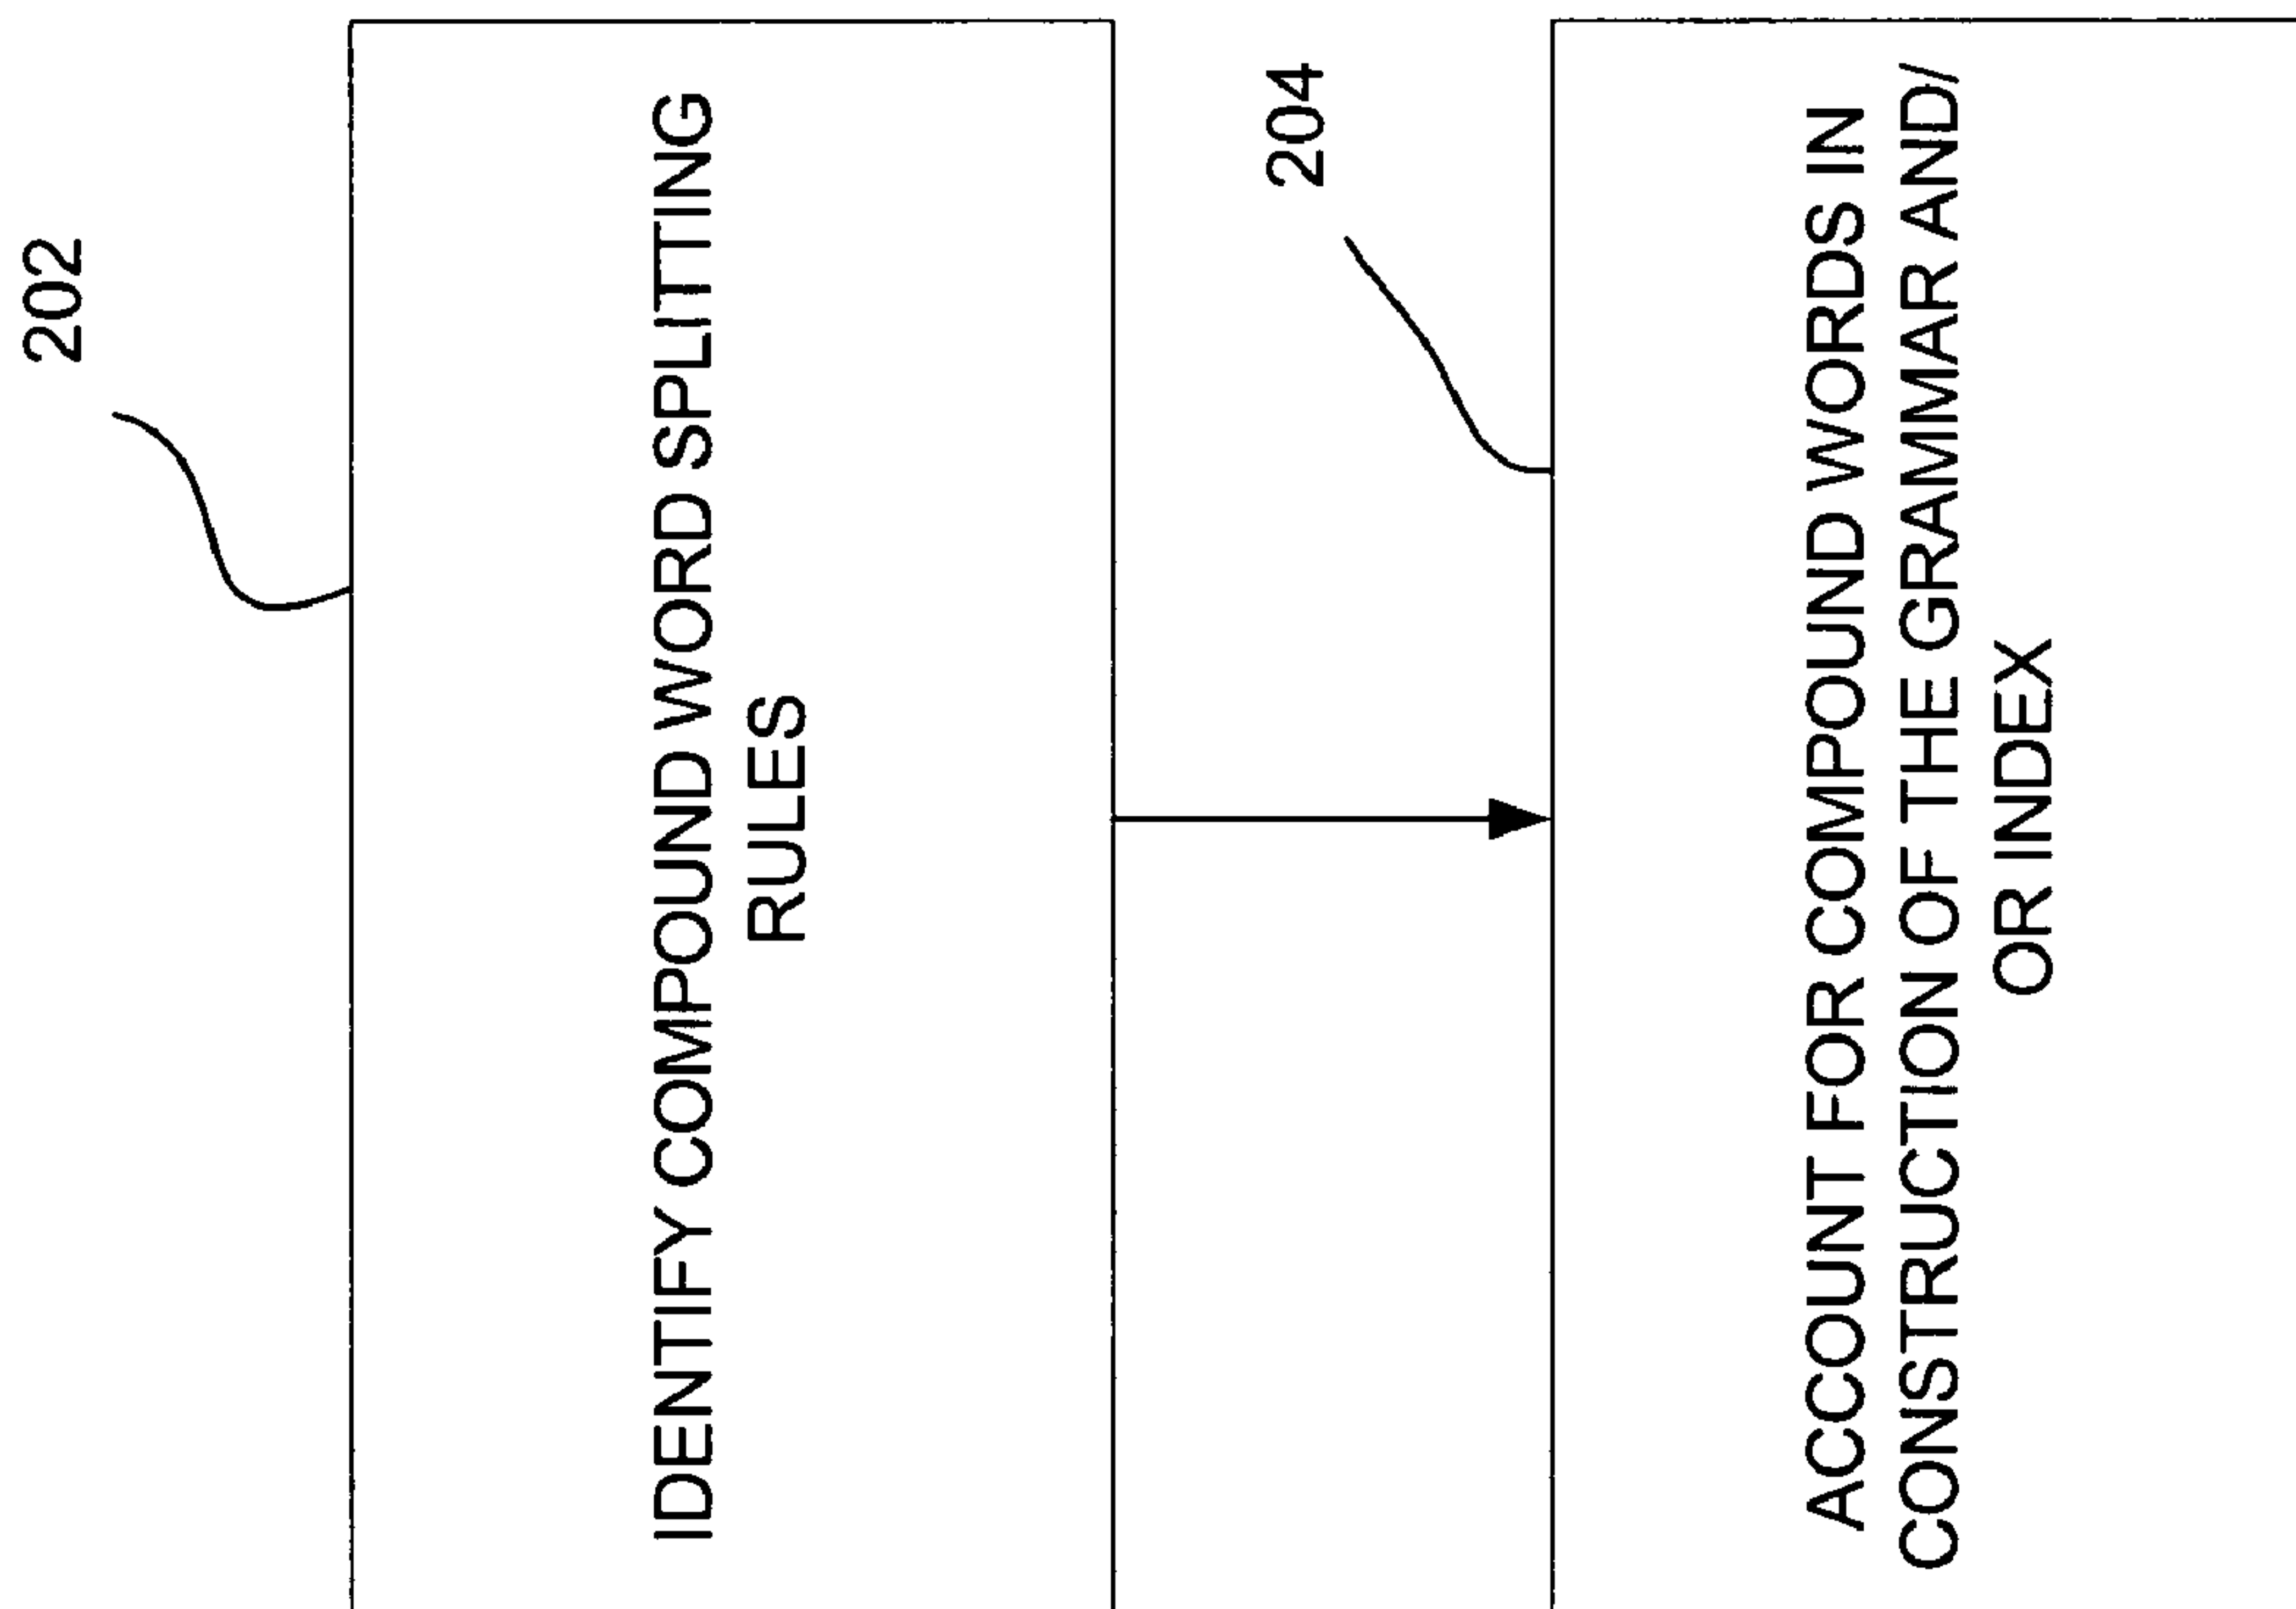 202
IDENTIFY COMPOUND WORD SPLITTING
RULES
204
ACCOUNT FOR COMPOUND WORDS IN
CONSTRUCTION OF THE GRAMMAR AND/
OR INDEX